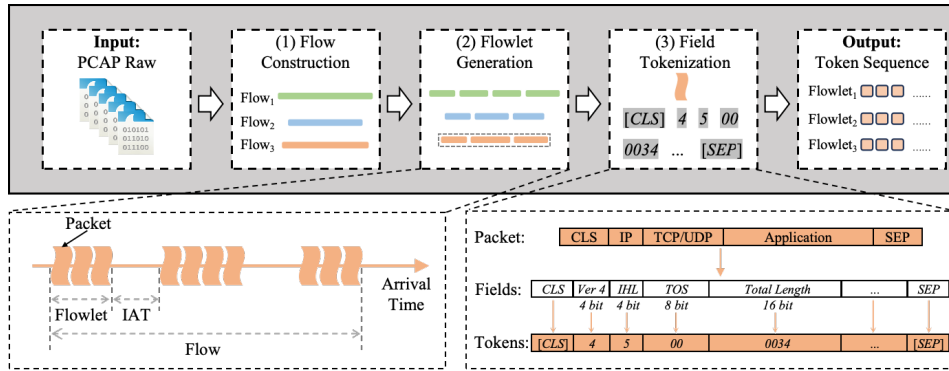 Input:
PCAP Raw
010101
011100
(1) Flow
Construction
Flow1
Flow2
Flow3
(2) Flowlet
Generation
(3) Field
Tokenization
[CLS] 4 5 00
0034 ... [SEP]
Output:
Token Sequence
Flowlet1 ......
Flowlet2 ......
Flowlet3 ......
Packet
Arrival
Time
Flowlet IAT
Flow
Packet: CLS IP TCP/UDP Application SEP
Fields: CLS Ver 4 IHL TOS Total Length ... SEP
4 bit 4 bit 8 bit 16 bit
Tokens: [CLS] 4 5 00 0034 ... [SEP]